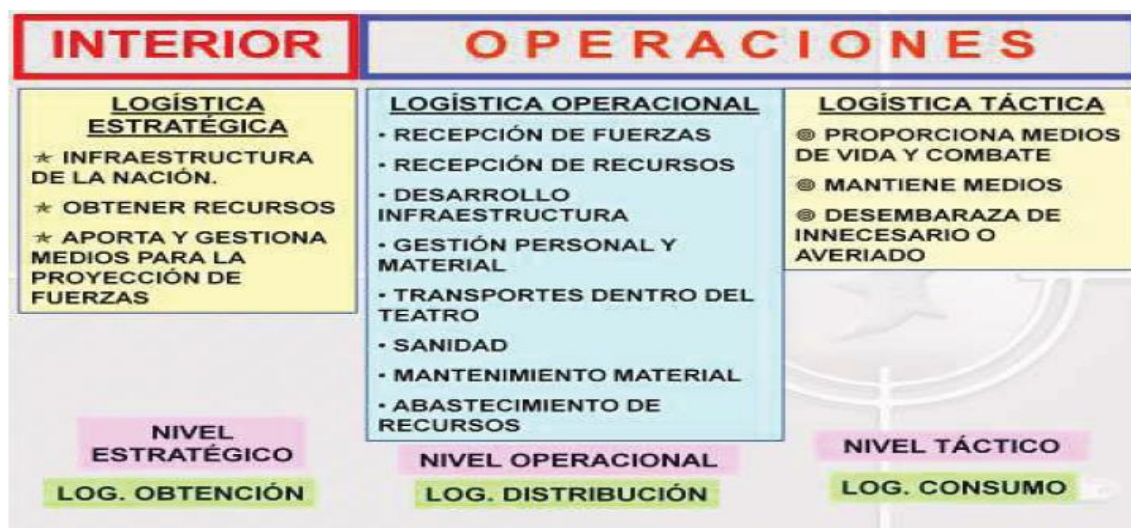 INTERIOR
OPERACIONES
LOGÍSTICA
ESTRATÉGICA
★ INFRAESTRUCTURA
DE LA NACIÓN.
★ OBTENER RECURSOS
★ APORTA Y GESTIONA
MEDIOS PARA LA
PROYECCIÓN DE
FUERZAS
NIVEL
ESTRATÉGICO
LOG. OBTENCIÓN
LOGÍSTICA OPERACIONAL
• RECEPCIÓN DE FUERZAS
• RECEPCIÓN DE RECURSOS
• DESARROLLO
INFRAESTRUCTURA
• GESTIÓN PERSONAL Y
MATERIAL
• TRANSPORTES DENTRO DEL
TEATRO
• SANIDAD
• MANTENIMIENTO MATERIAL
• ABASTECIMIENTO DE
RECURSOS
NIVEL OPERACIONAL
LOG. DISTRIBUCIÓN
LOGÍSTICA TÁCTICA
◎ PROPORCIONA MEDIOS
DE VIDA Y COMBATE
◎ MANTIENE MEDIOS
◎ DESEMBARAZA DE
INNECESARIO O
AVERIADO
NIVEL TÁCTICO
LOG. CONSUMO